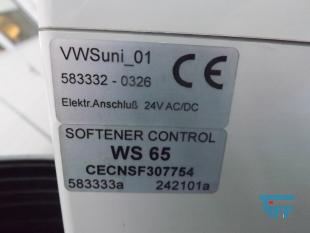 VWSuni_01
583332 - 0326
CE
Elektr.Anschluß 24V AC/DC
SOFTENER CONTROL
WS 65
CECNSF307754
583333a 242101a